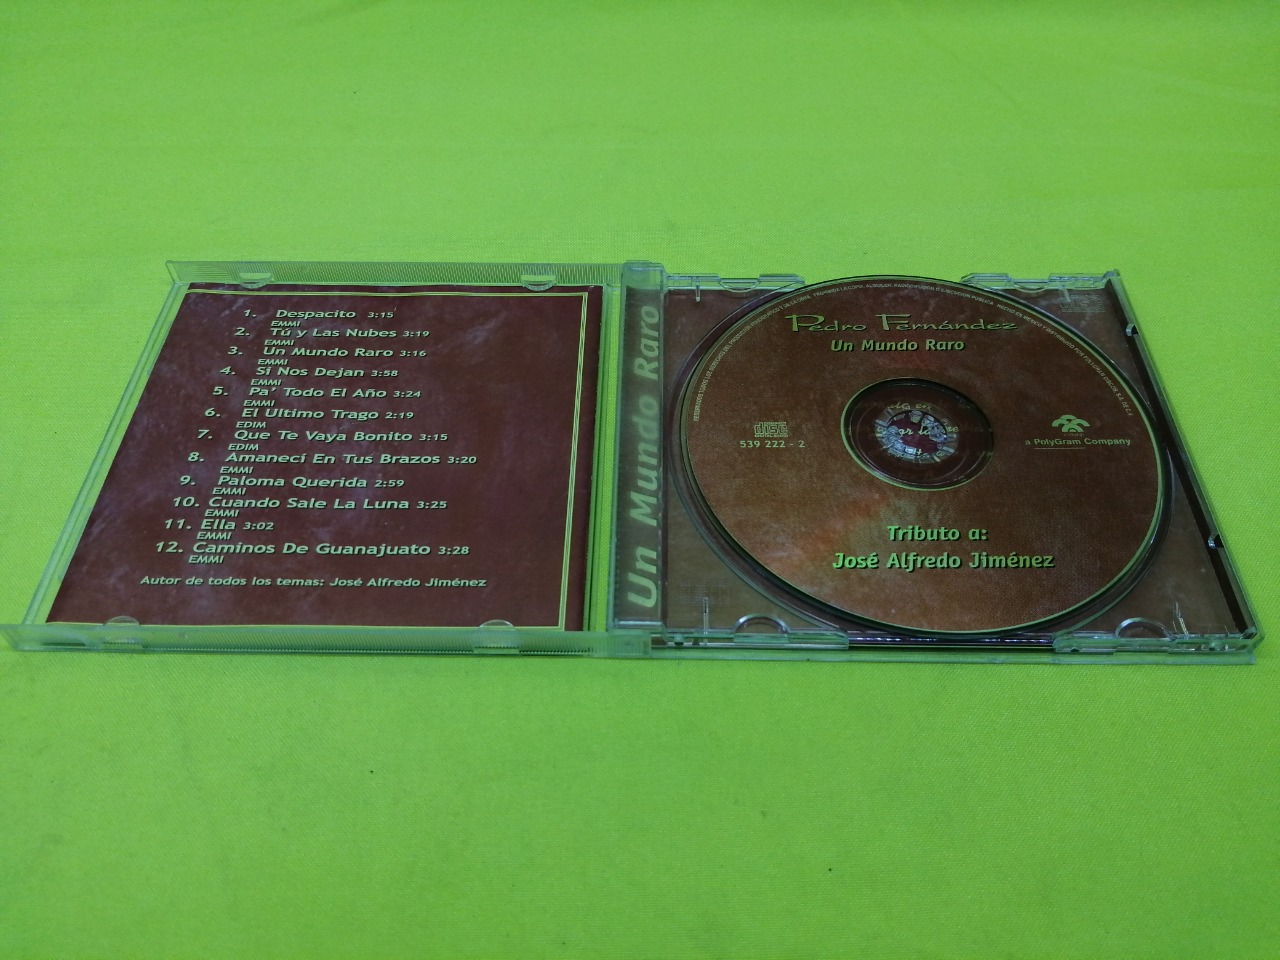 1. Despacito 3:15
EMMI
2. Tú y Las Nubes 3:19
EMMI
3. Un Mundo Raro 3:16
EMMI
4. Si Nos Dejan 3:58
EMMI
5. Pa' Todo El Año 3:24
EMMI
6. El Ultimo Trago 2:19
EDIM
7. Que Te Vaya Bonito 3:15
EDIM
8. Amanecí En Tus Brazos 3:20
EMMI
9. Paloma Querida 2:59
EMMI
10. Cuando Sale La Luna 3:25
EMMI
11. Ella 3:02
EMMI
12. Caminos De Guanajuato 3:28
EMMI
Autor de todos los temas: José Alfredo Jiménez
Un Mundo Raro
Pedro Fernández
Un Mundo Raro
disc
539 222 - 2
a PolyGram Company
Tributo a:
José Alfredo Jiménez